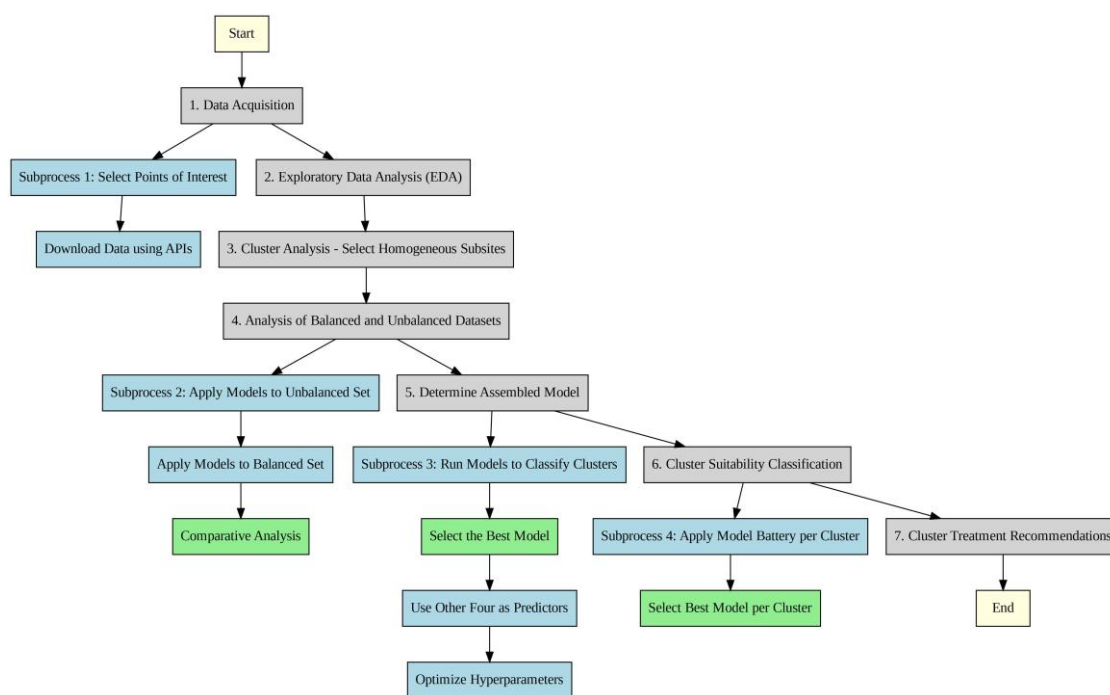 Start
1. Data Acquisition
Subprocess 1: Select Points of Interest
2. Exploratory Data Analysis (EDA)
Download Data using APIs
3. Cluster Analysis - Select Homogeneous Subsites
4. Analysis of Balanced and Unbalanced Datasets
Subprocess 2: Apply Models to Unbalanced Set
5. Determine Assembled Model
Apply Models to Balanced Set
Subprocess 3: Run Models to Classify Clusters
6. Cluster Suitability Classification
Comparative Analysis
Select the Best Model
Subprocess 4: Apply Model Battery per Cluster
7. Cluster Treatment Recommendations
Use Other Four as Predictors
Select Best Model per Cluster
End
Optimize Hyperparameters